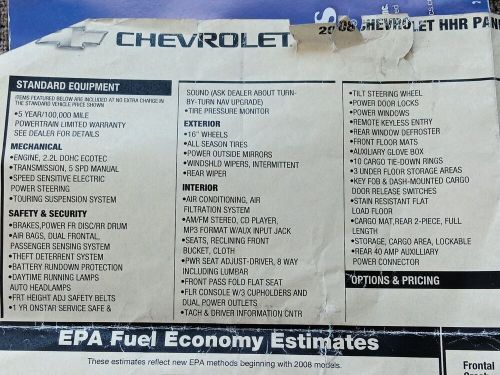 CHEVROLET
2008 CHEVROLET HHR PAN
STANDARD EQUIPMENT
ITEMS FEATURED BELOW ARE INCLUDED AT NO EXTRA CHARGE IN
THE STANDARD VEHICLE PRICE SHOWN
•5 YEAR/100,000 MILE
POWERTRAIN LIMITED WARRANTY
SEE DEALER FOR DETAILS
MECHANICAL
•ENGINE, 2.2L DOHC ECOTEC
•TRANSMISSION, 5 SPD MANUAL
•SPEED SENSITIVE ELECTRIC
POWER STEERING
•TOURING SUSPENSION SYSTEM
SAFETY & SECURITY
•BRAKES,POWER FR DISC/RR DRUM
•AIR BAGS, DUAL FRONTAL,
PASSENGER SENSING SYSTEM
•THEFT DETERRENT SYSTEM
•BATTERY RUNDOWN PROTECTION
•DAYTIME RUNNING LAMPS
AUTO HEADLAMPS
•FRT HEIGHT ADJ SAFETY BELTS
•1 YR ONSTAR SERVICE SAFE &
SOUND (ASK DEALER ABOUT TURN-
BY-TURN NAV UPGRADE)
•TIRE PRESSURE MONITOR
EXTERIOR
•16" WHEELS
•ALL SEASON TIRES
•POWER OUTSIDE MIRRORS
•WINDSHLD WIPERS, INTERMITTENT
•REAR WIPER
INTERIOR
•AIR CONDITIONING, AIR
FILTRATION SYSTEM
•AM/FM STEREO, CD PLAYER,
MP3 FORMAT W/AUX INPUT JACK
•SEATS, RECLINING FRONT
BUCKET, CLOTH
•PWR SEAT ADJUST-DRIVER, 8 WAY
INCLUDING LUMBAR
•FRONT PASS FOLD FLAT SEAT
•FLR CONSOLE W/3 CUPHOLDERS AND
DUAL POWER OUTLETS
•TACH & DRIVER INFORMATION CNTR
•TILT STEERING WHEEL
•POWER DOOR LOCKS
•POWER WINDOWS
•REMOTE KEYLESS ENTRY
•REAR WINDOW DEFROSTER
•FRONT FLOOR MATS
•AUXILIARY GLOVE BOX
•10 CARGO TIE-DOWN RINGS
•3 UNDER FLOOR STORAGE AREAS
•KEY FOB & DASH-MOUNTED CARGO
DOOR RELEASE SWITCHES
•STAIN RESISTANT FLAT
LOAD FLOOR
•CARGO MAT,REAR 2-PIECE, FULL
LENGTH
•STORAGE, CARGO AREA, LOCKABLE
•REAR 40 AMP AUXILLIARY
POWER CONNECTOR
OPTIONS & PRICING
EPA Fuel Economy Estimates
These estimates reflect new EPA methods beginning with 2008 models.
Frontal